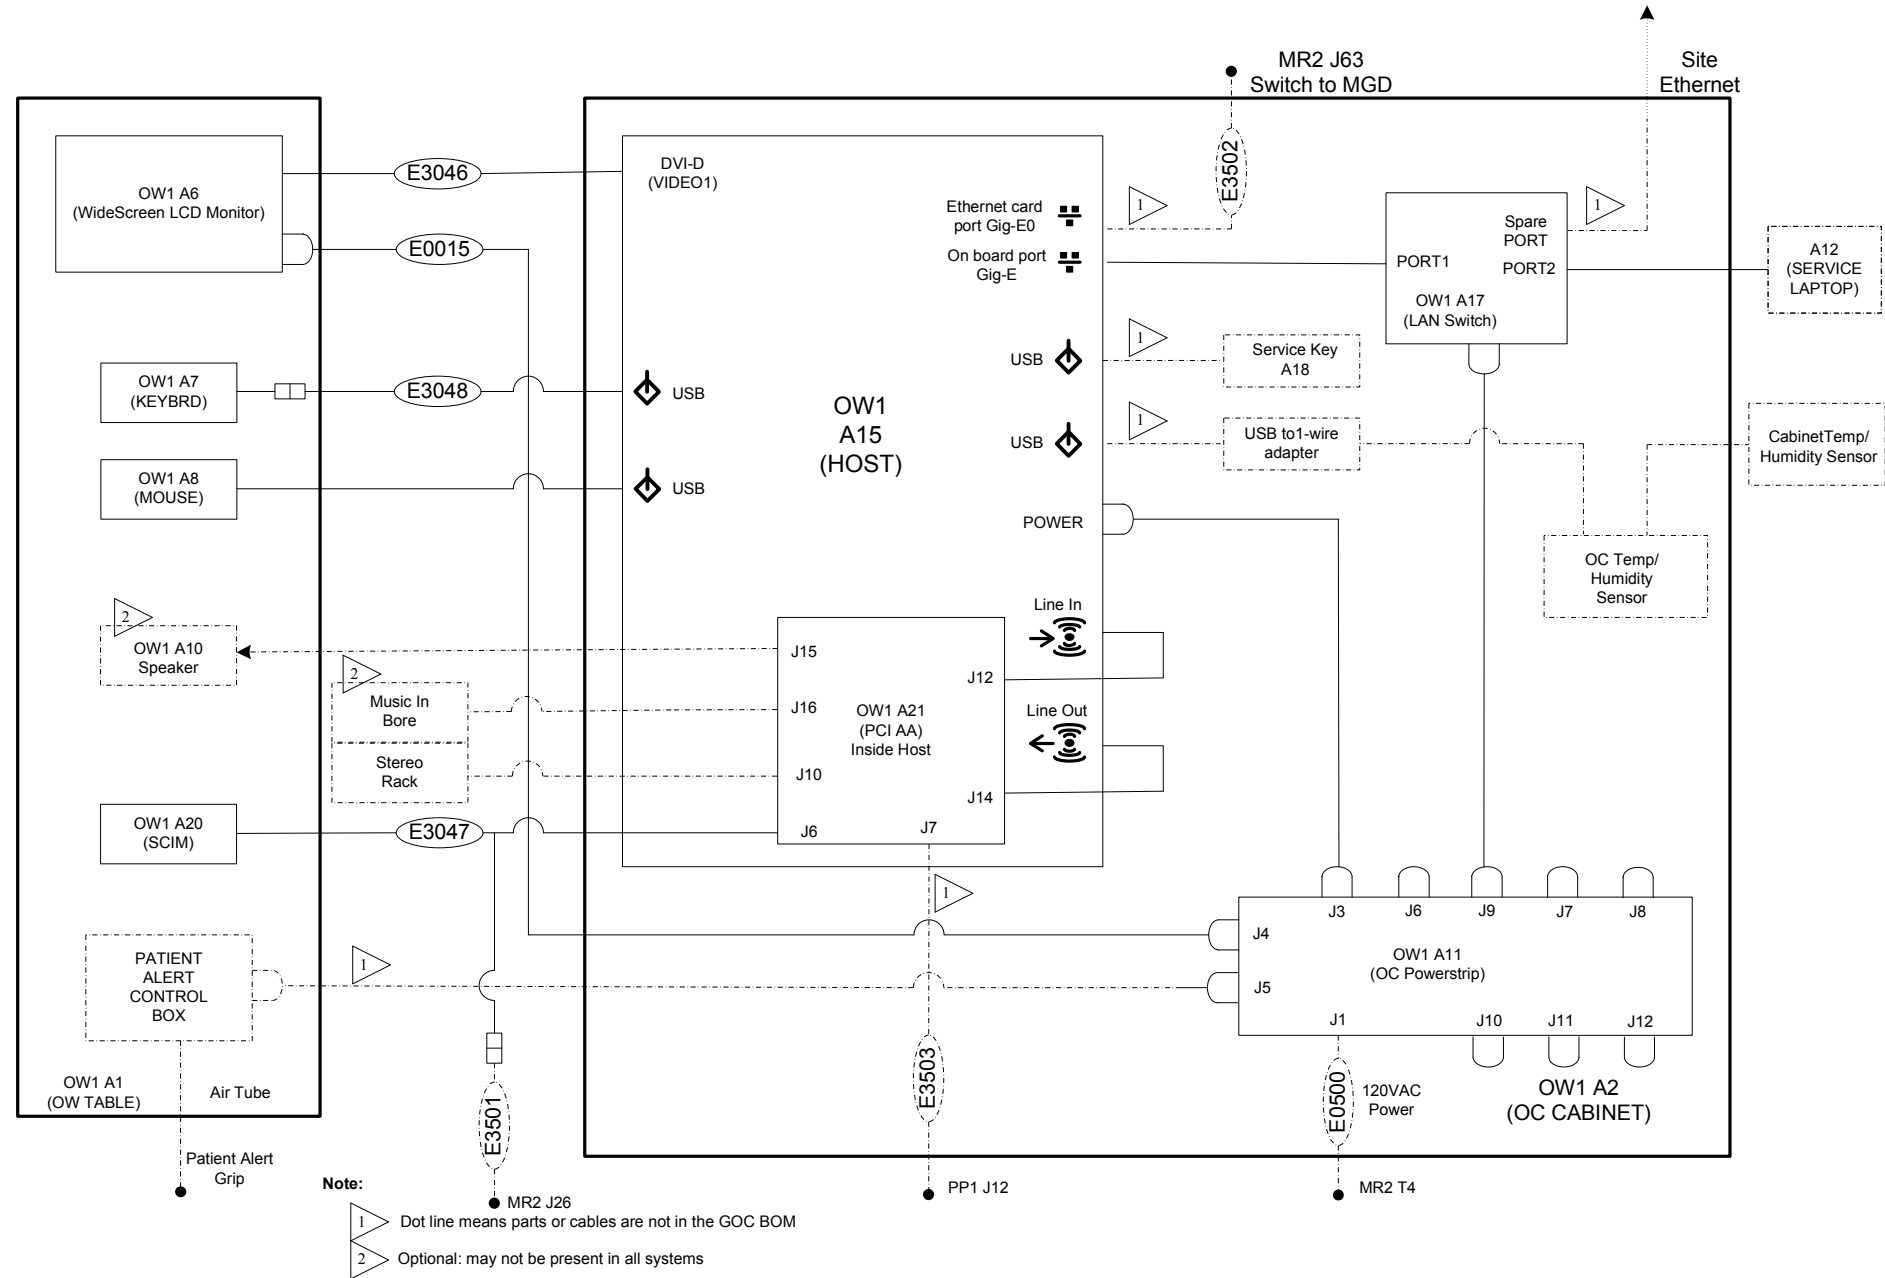 MR2 J63
Switch to MGD
Site
Ethernet
OW1 A6
(WideScreen LCD Monitor)
E3046
E0015
DVI-D
(VIDEO1)
E3502
Ethernet card
port Gig-E0
On board port
Gig-E
1
1
PORT1
Spare
PORT
PORT2
OW1 A17
(LAN Switch)
A12
(SERVICE
LAPTOP)
OW1 A7
(KEYBRD)
E3048
USB
OW1 A8
(MOUSE)
USB
OW1
A15
(HOST)
USB
1
Service Key
A18
USB
1
USB to1-wire
adapter
CabinetTemp/
Humidity Sensor
POWER
OC Temp/
Humidity
Sensor
2
OW1 A10
Speaker
2
Music In
Bore
Stereo
Rack
Line In
Line Out
J15
J16
J10
J6
J12
J14
J7
OW1 A21
(PCI AA)
Inside Host
OW1 A20
(SCIM)
E3047
1
PATIENT
ALERT
CONTROL
BOX
1
J3
J6
J9
J7
J8
J4
J5
OW1 A11
(OC Powerstrip)
J1
J10
J11
J12
OW1 A1
(OW TABLE)
Air Tube
E3501
E3503
E0500
120VAC
Power
OW1 A2
(OC CABINET)
Patient Alert
Grip
MR2 J26
PP1 J12
MR2 T4
Note:
1 Dot line means parts or cables are not in the GOC BOM
2 Optional: may not be present in all systems